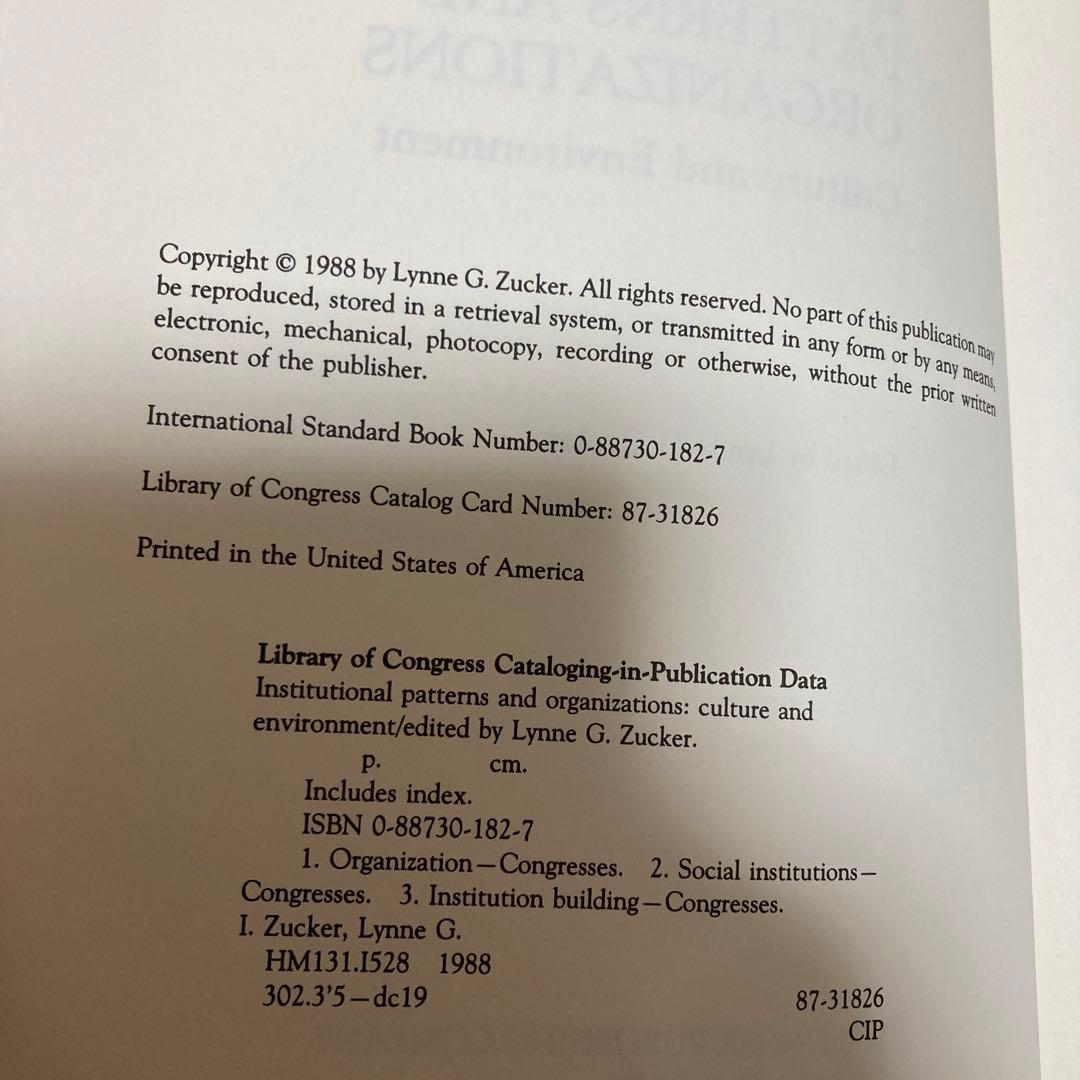 PATTERNS AND
ORGANIZATIONS
Culture and Environment
Copyright © 1988 by Lynne G. Zucker. All rights reserved. No part of this publication may
be reproduced, stored in a retrieval system, or transmitted in any form or by any means,
electronic, mechanical, photocopy, recording or otherwise, without the prior written
consent of the publisher.
International Standard Book Number: 0-88730-182-7
Library of Congress Catalog Card Number: 87-31826
Printed in the United States of America
Library of Congress Cataloging-in-Publication Data
Institutional patterns and organizations: culture and
environment/edited by Lynne G. Zucker.
p. cm.
Includes index.
ISBN 0-88730-182-7
1. Organization—Congresses. 2. Social institutions—
Congresses. 3. Institution building—Congresses.
I. Zucker, Lynne G.
HM131.I528 1988
302.3'5—dc19 87-31826
CIP